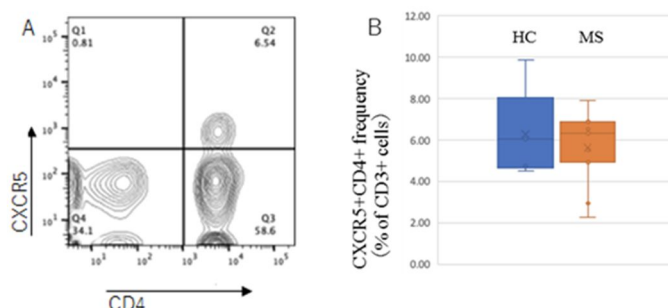 A
Q1
0.81
Q2
6.54
10⁵
10⁴
10³
10²
10¹
Q4
34.1
Q3
58.6
10¹ 10² 10³ 10⁴ 10⁵
CXCR5
CD4
B
CXCR5+CD4+ frequency
(% of CD3+ cells)
12.00
10.00
8.00
6.00
4.00
2.00
0.00
HC MS